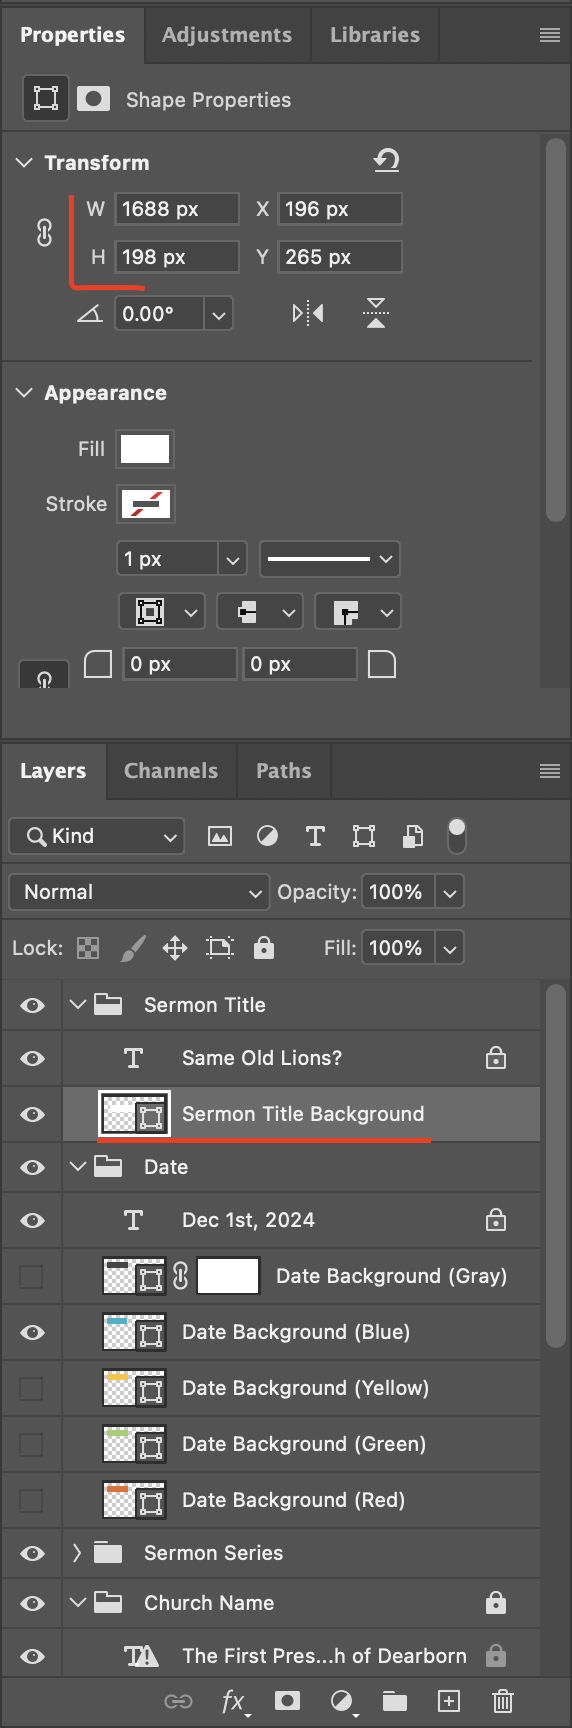 Properties Adjustments Libraries
Shape Properties
Transform
W 1688 px X 196 px
H 198 px Y 265 px
0.00°
Appearance
Fill
Stroke
1 px
0 px 0 px
Layers Channels Paths
Kind T
Normal Opacity: 100%
Lock: Fill: 100%
Sermon Title
T Same Old Lions?
Sermon Title Background
Date
T Dec 1st, 2024
Date Background (Gray)
Date Background (Blue)
Date Background (Yellow)
Date Background (Green)
Date Background (Red)
Sermon Series
Church Name
T The First Pres...h of Dearborn
fx